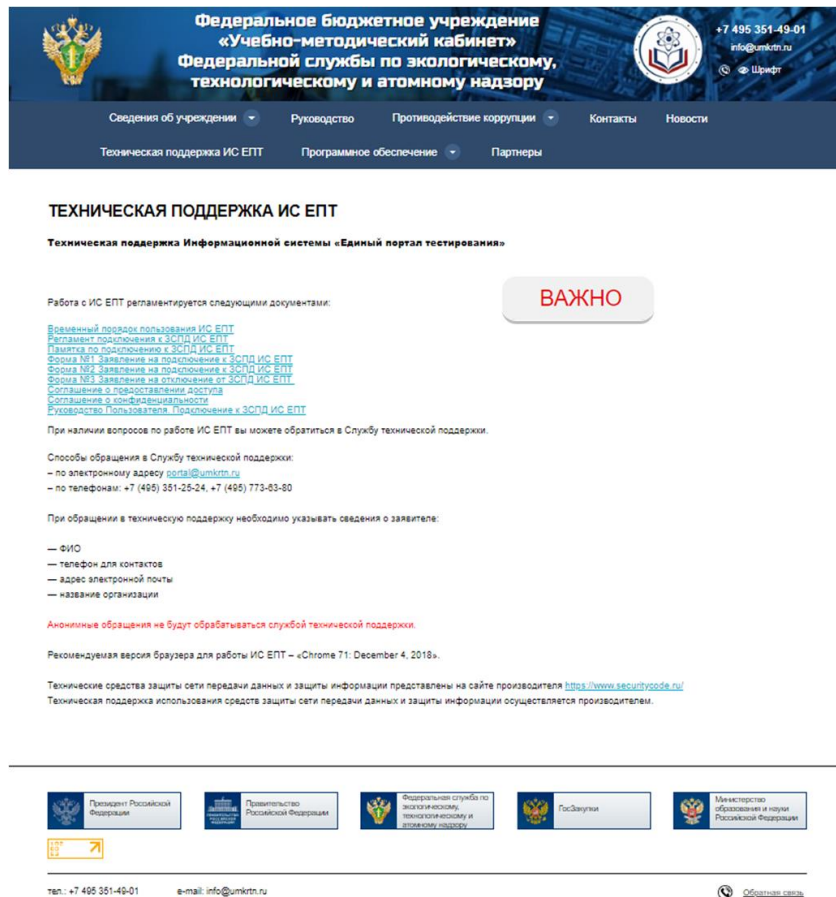 Федеральное бюджетное учреждение
«Учебно-методический кабинет»
Федеральной службы по экологическому,
технологическому и атомному надзору
+7 495 351-49-01
info@umkrtn.ru
Шрифт
Сведения об учреждении
Руководство
Противодействие коррупции
Контакты
Новости
Техническая поддержка ИС ЕПТ
Программное обеспечение
Партнеры
ТЕХНИЧЕСКАЯ ПОДДЕРЖКА ИС ЕПТ
Техническая поддержка Информационной системы «Единый портал тестирования»
ВАЖНО
Работа с ИС ЕПТ регламентируется следующими документами:
Временный порядок пользования ИС ЕПТ
Регламент подключения к ЗСПД ИС ЕПТ
Памятка по подключению к ЗСПД ИС ЕПТ
Форма №1 Заявление на подключение к ЗСПД ИС ЕПТ
Форма №2 Заявление на подключение к ЗСПД ИС ЕПТ
Форма №3 Заявление на отключение от ЗСПД ИС ЕПТ
Соглашение о предоставлении доступа
Соглашение о конфиденциальности
Руководство Пользователя. Подключение к ЗСПД ИС ЕПТ
При наличии вопросов по работе ИС ЕПТ вы можете обратиться в Службу технической поддержки.
Способы обращения в Службу технической поддержки:
– по электронному адресу portal@umkrtn.ru
– по телефонам: +7 (495) 351-25-24, +7 (495) 773-63-80
При обращении в техническую поддержку необходимо указывать сведения о заявителе:
— ФИО
— телефон для контактов
— адрес электронной почты
— название организации
Анонимные обращения не будут обрабатываться службой технической поддержки.
Рекомендуемая версия браузера для работы ИС ЕПТ – «Chrome 71: December 4, 2018».
Технические средства защиты сети передачи данных и защиты информации представлены на сайте производителя https://www.securitycode.ru/
Техническая поддержка использования средств защиты сети передачи данных и защиты информации осуществляется производителем.
Президент Российской
Федерации
Правительство
Российской Федерации
Федеральная служба по
экологическому,
технологическому и
атомному надзору
ГосЗакупки
Министерство
образования и науки
Российской Федерации
тел.: +7 495 351-49-01
e-mail: info@umkrtn.ru
Обратная связь